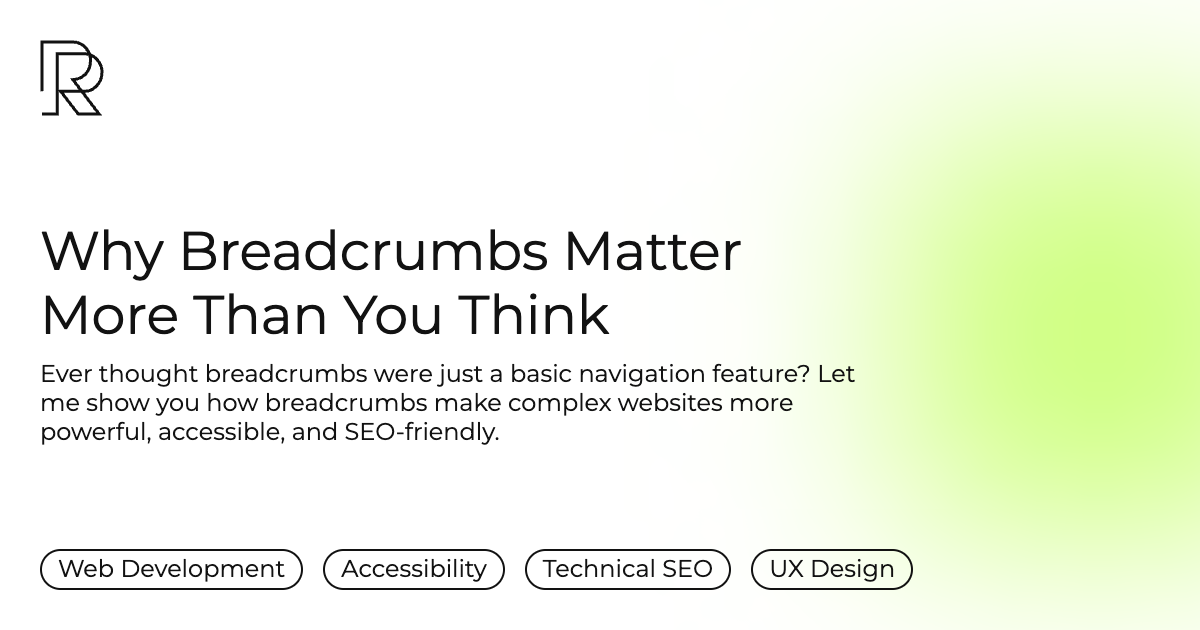 Why Breadcrumbs Matter
More Than You Think
Ever thought breadcrumbs were just a basic navigation feature? Let
me show you how breadcrumbs make complex websites more
powerful, accessible, and SEO-friendly.
Web Development
Accessibility
Technical SEO
UX Design